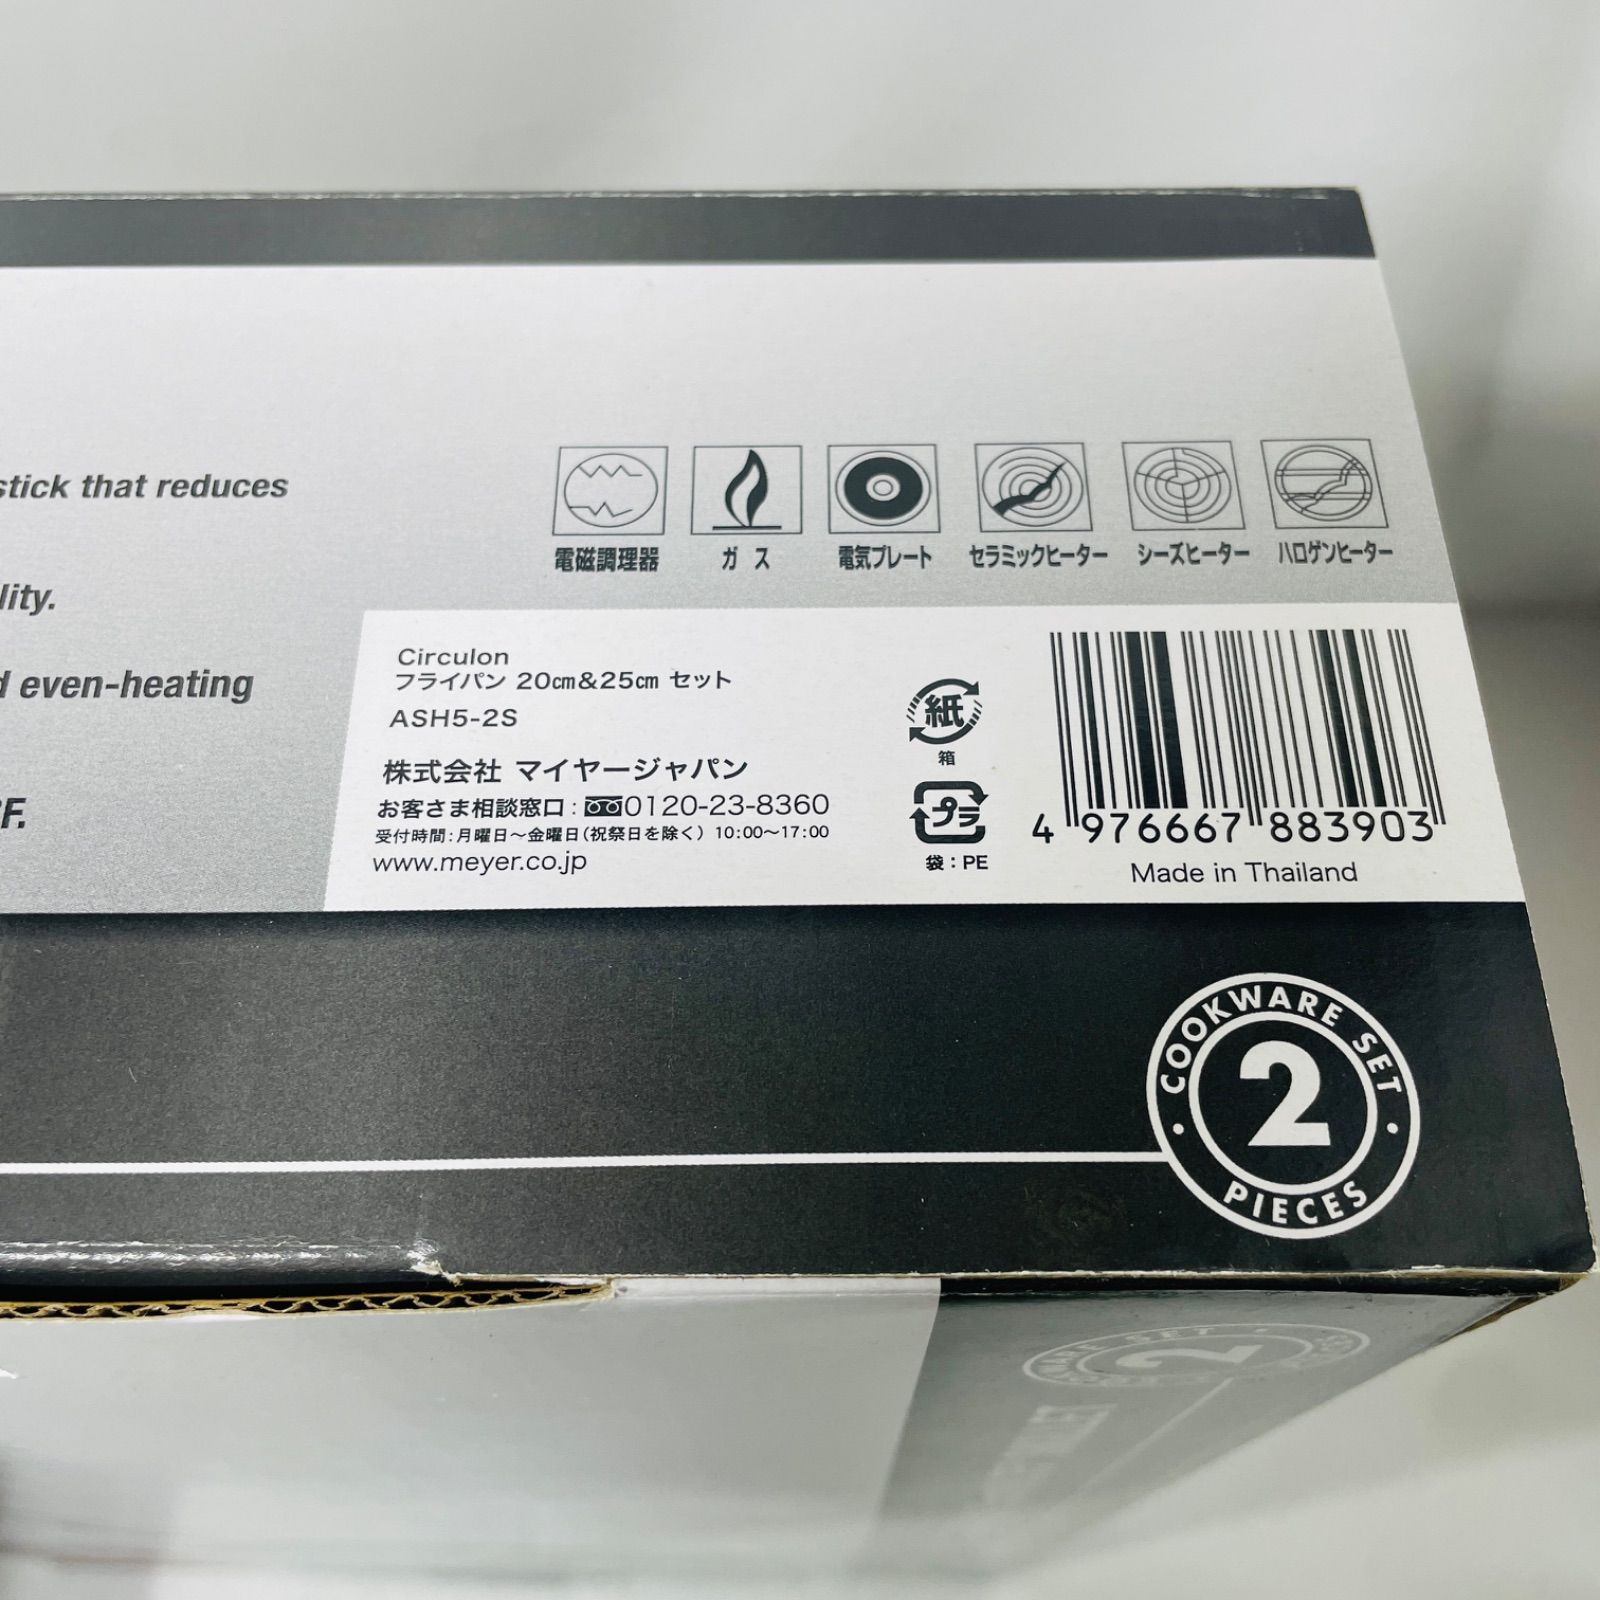 stick that reduces
lity.
d even-heating
F.
電磁調理器 ガス 電気プレート セラミックヒーター シーズヒーター ハロゲンヒーター
Circulon
フライパン 20cm&25cm セット
ASH5-2S
株式会社 マイヤージャパン
お客さま相談窓口:0120-23-8360
受付時間:月曜日〜金曜日(祝祭日を除く) 10:00〜17:00
www.meyer.co.jp
紙
箱
プラ
袋:PE
4 976667 883903
Made in Thailand
COOKWARE SET
2
PIECES